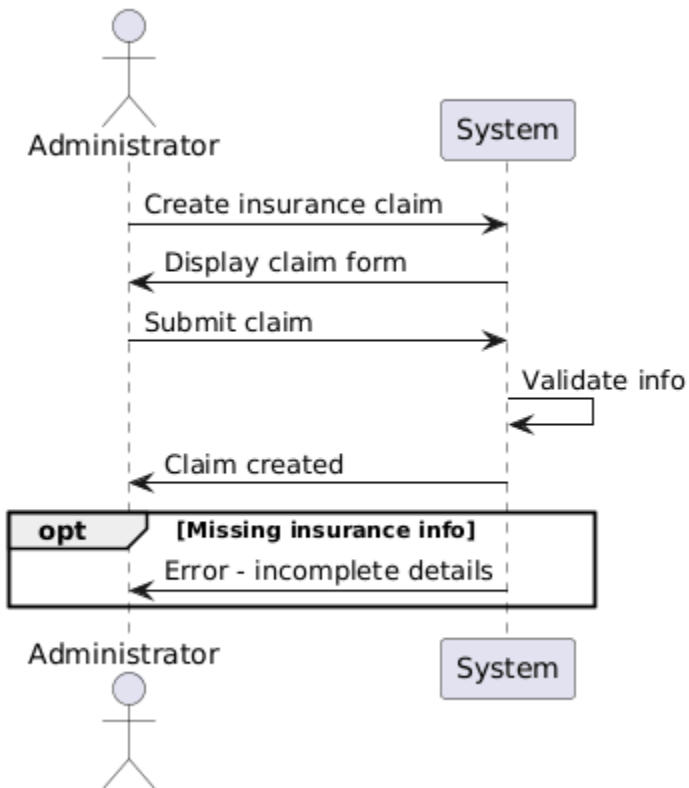 Administrator
System
Create insurance claim
Display claim form
Submit claim
Validate info
Claim created
opt [Missing insurance info]
Error - incomplete details
Administrator
System